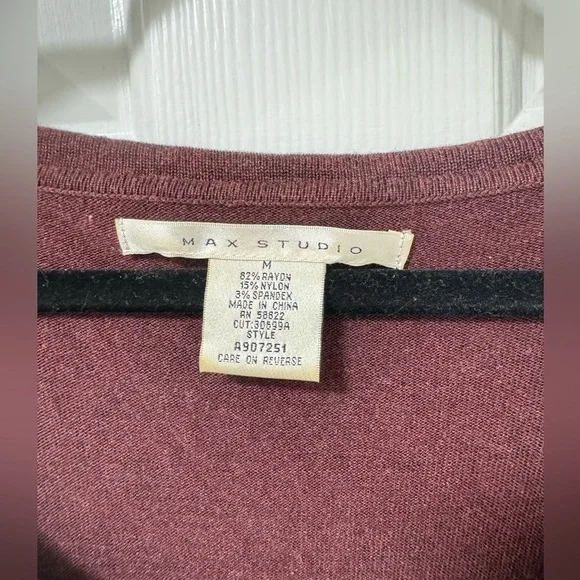 MAX STUDIO
M
82% RAYON
15% NYLON
3% SPANDEX
MADE IN CHINA
RN 58822
CUT:30699A
STYLE
A907251
CARE ON REVERSE